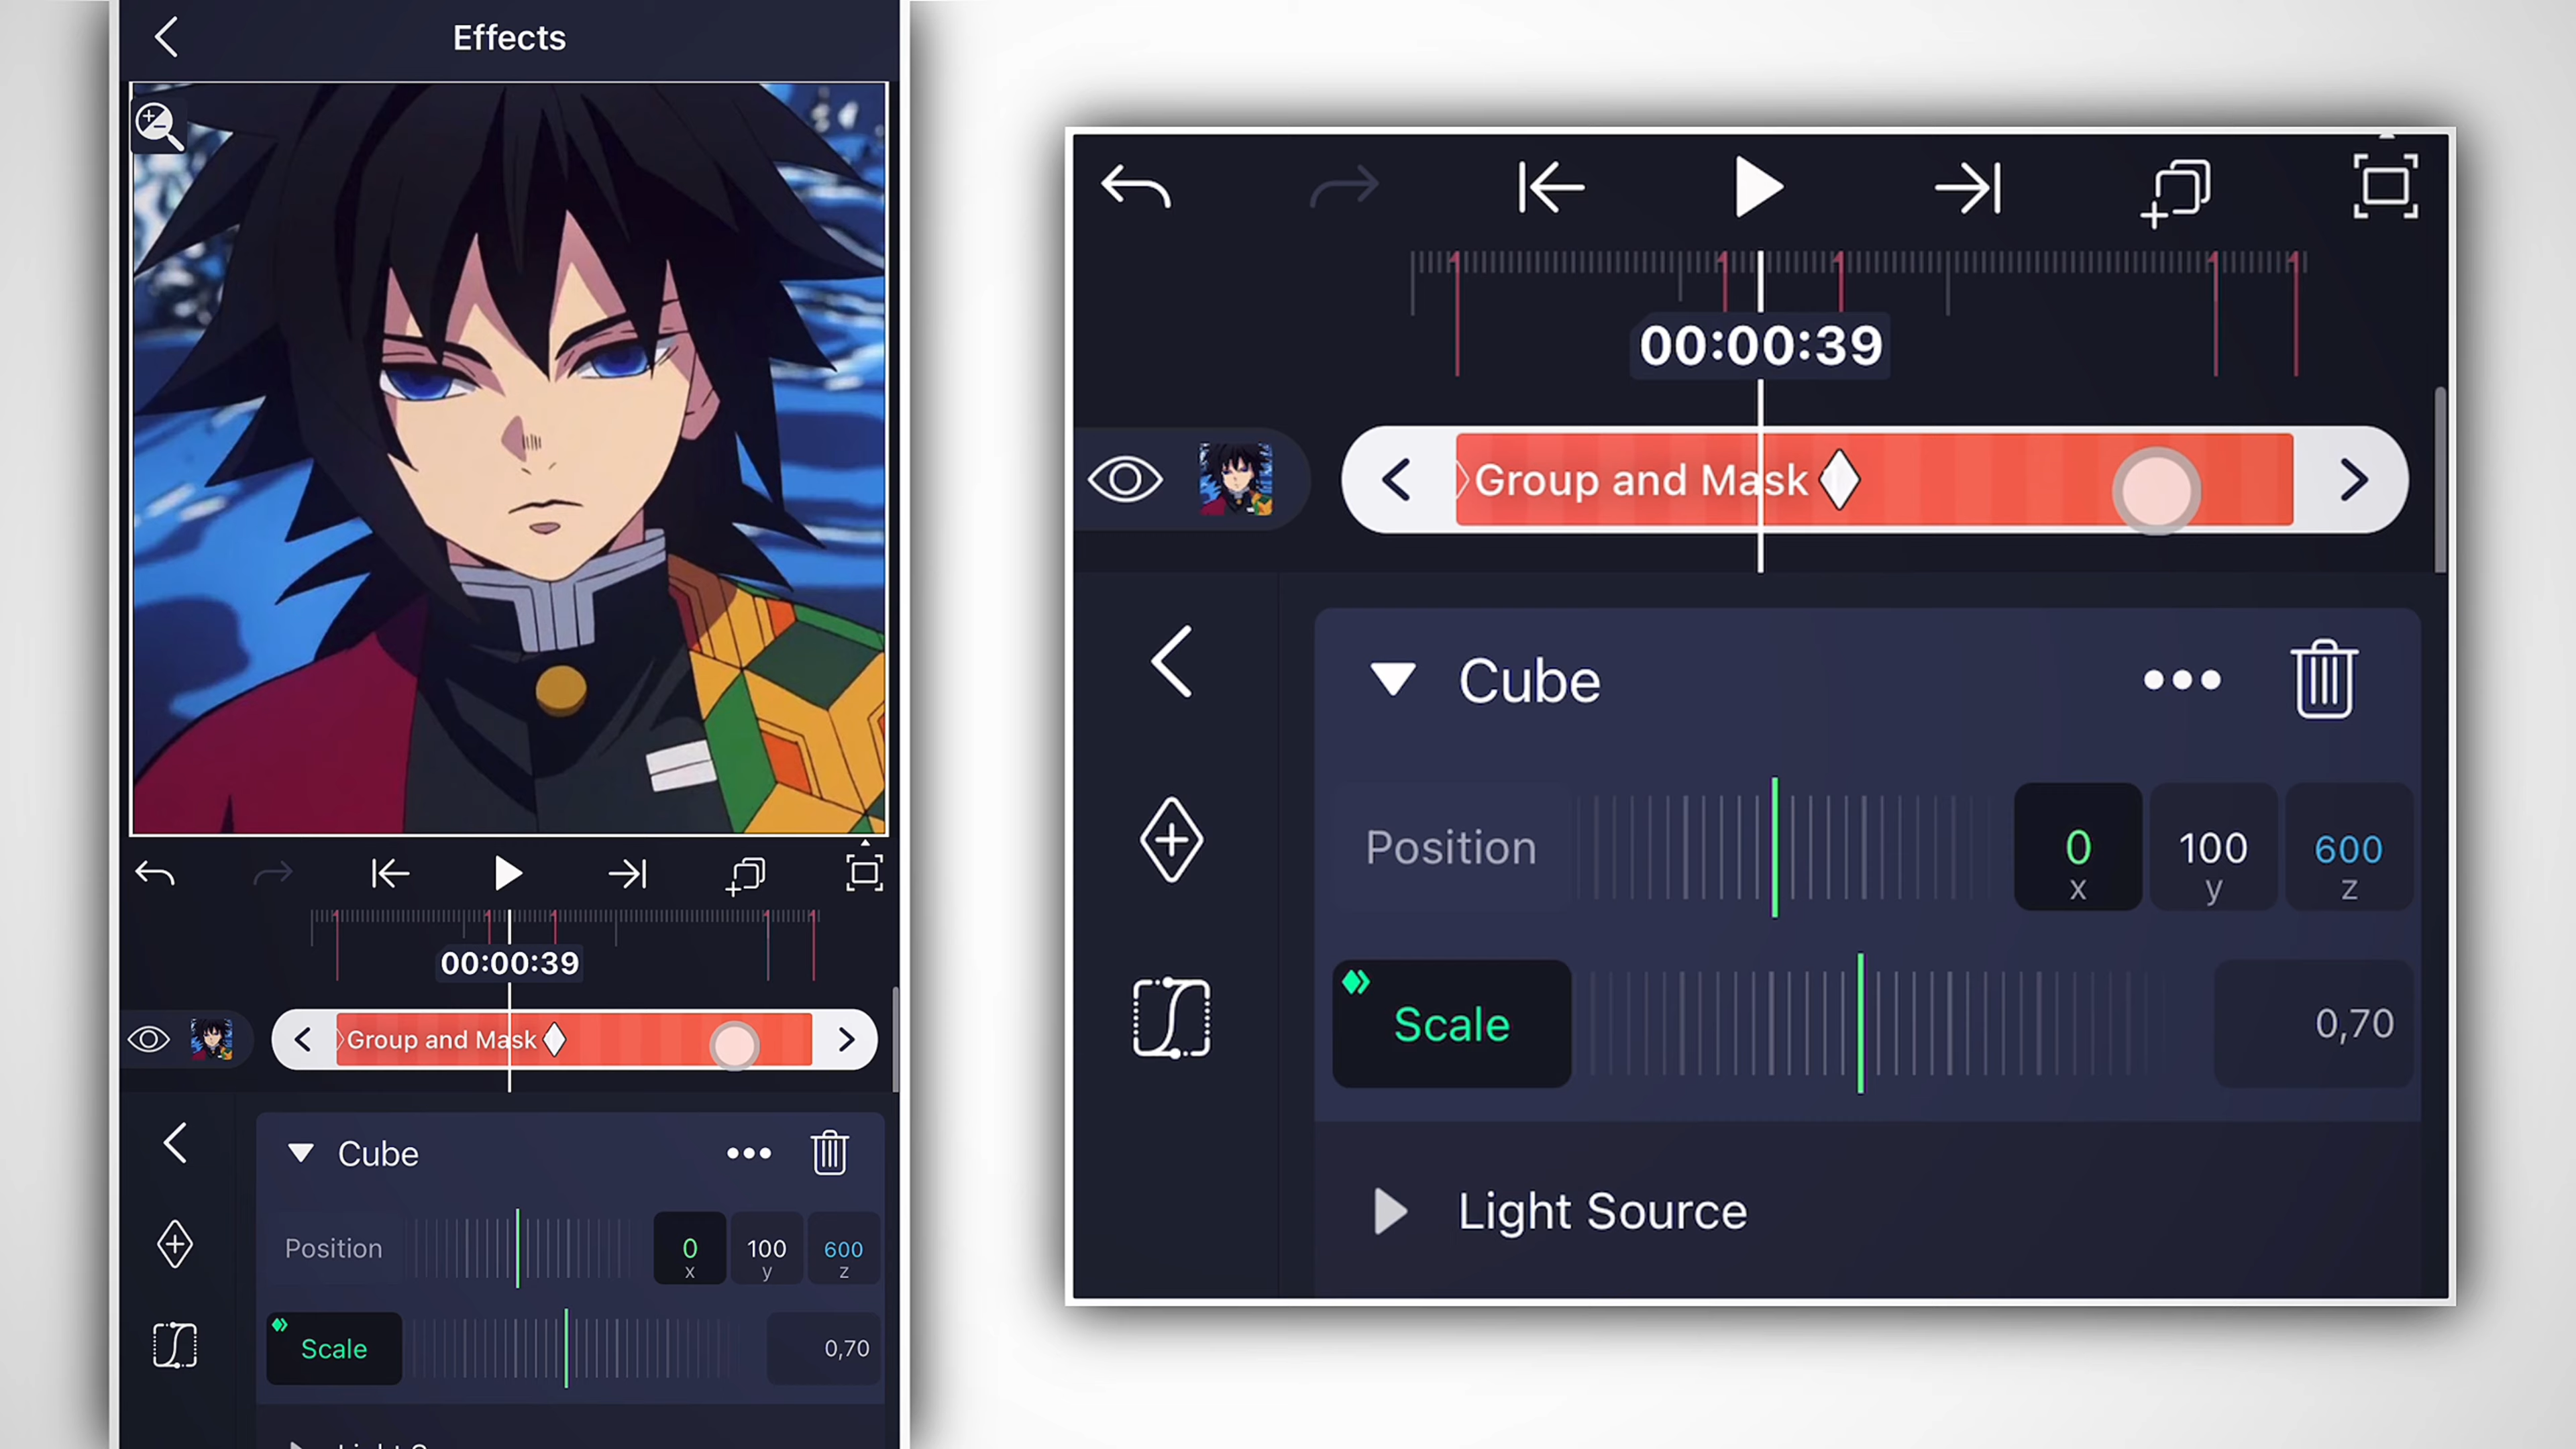 Effects
00:00:39
Group and Mask
Cube
Position 0 x 100 y 600 z
Scale 0,70
00:00:39
Group and Mask
Cube
Position 0 x 100 y 600 z
Scale 0,70
Light Source